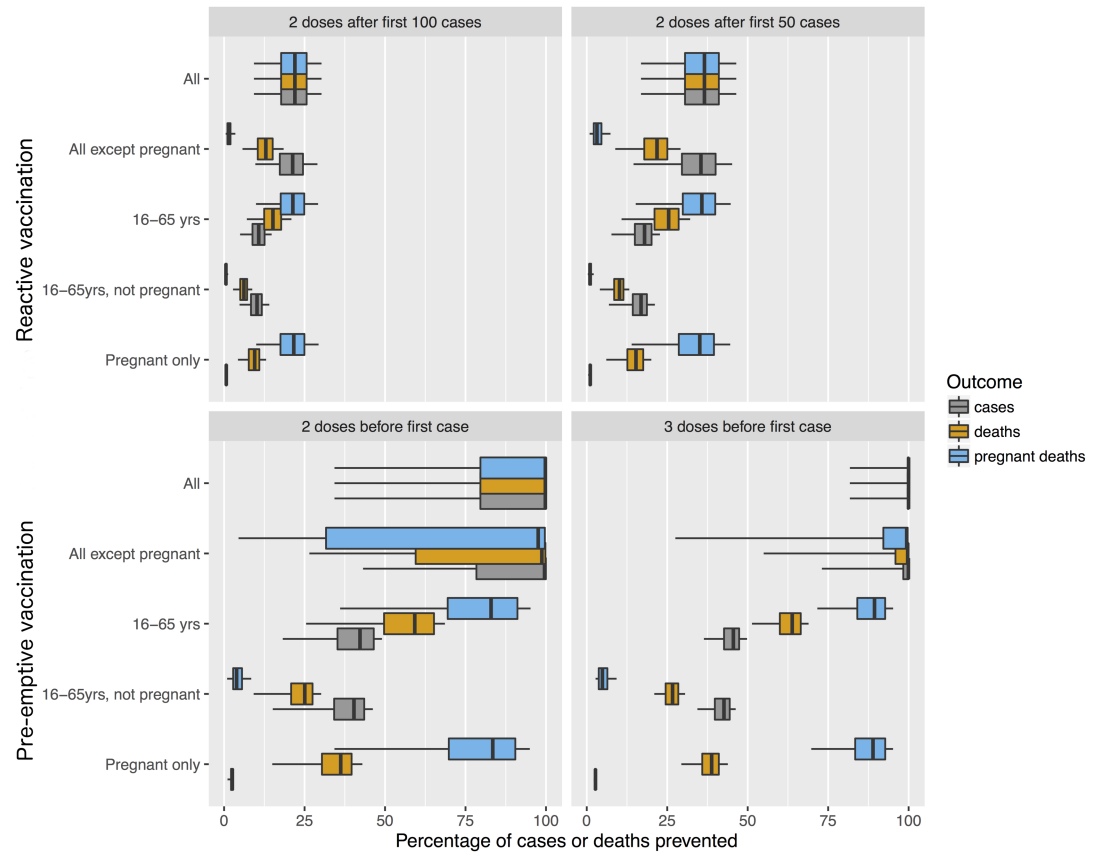 2 doses after first 100 cases
2 doses after first 50 cases
Reactive vaccination
All
All except pregnant
16–65 yrs
16–65yrs, not pregnant
Pregnant only
Outcome
cases
deaths
pregnant deaths
2 doses before first case
3 doses before first case
Pre-emptive vaccination
All
All except pregnant
16–65 yrs
16–65yrs, not pregnant
Pregnant only
0 25 50 75 100
0 25 50 75 100
Percentage of cases or deaths prevented